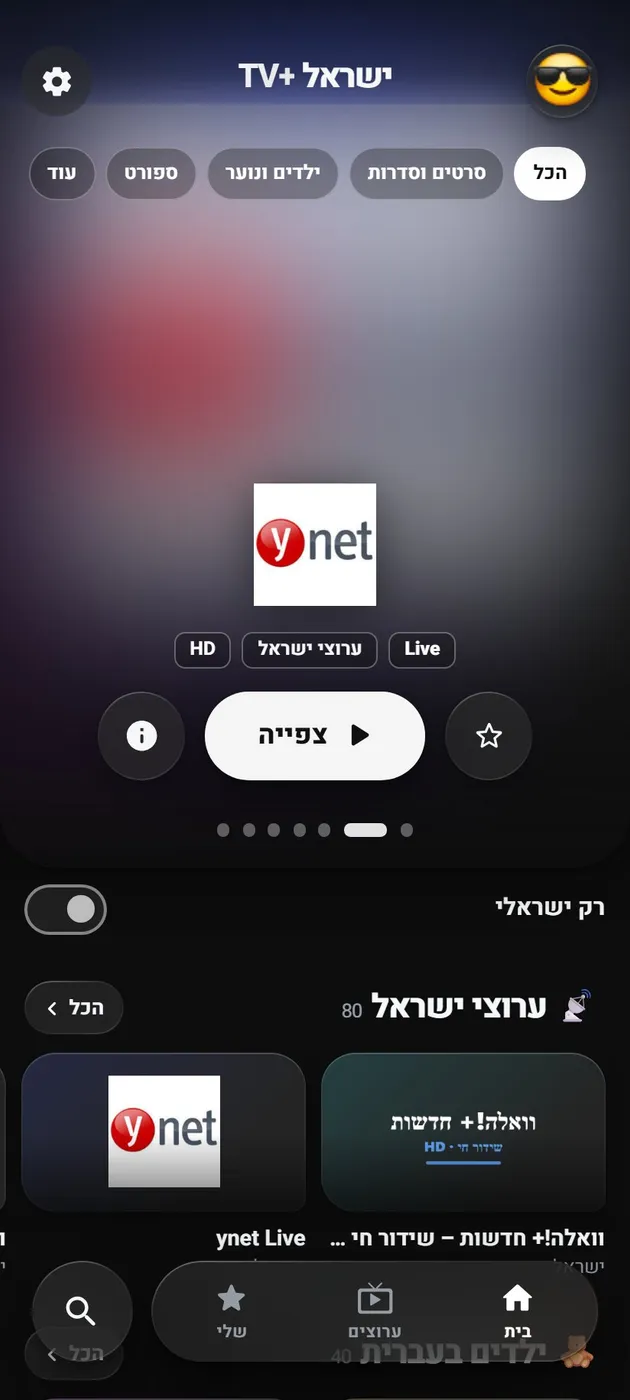 ישראל TV+
הכל
סרטים וסדרות
ילדים ונוער
ספורט
עוד
ynet
Live
ערוצי ישראל
HD
צפייה
רק ישראלי
ערוצי ישראל 80
הכל
וואלה!+ חדשות
שידור חי · HD
ynet
וואלה!+ חדשות – שידור חי ...
ynet Live
בית
ערוצים
שלי
ילדים בעברית 40
הכל